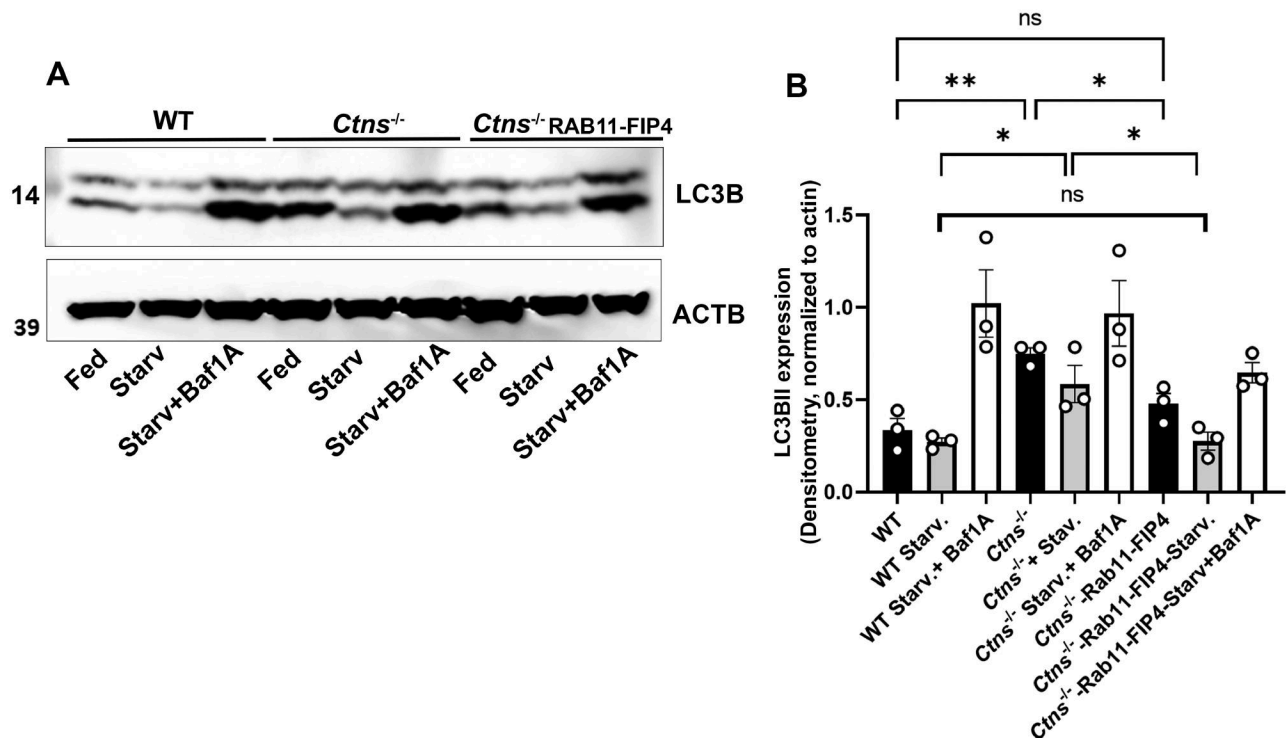 A
WT
Ctns-/-
Ctns-/- RAB11-FIP4
14
LC3B
39
ACTB
Fed
Starv
Starv+Baf1A
Fed
Starv
Starv+Baf1A
Fed
Starv
Starv+Baf1A
B
ns
** *
* *
ns
LC3BII expression
(Densitometry, normalized to actin)
1.5
1.0
0.5
0.0
WT
WT Starv.
WT Starv.+ Baf1A
Ctns-/-
Ctns-/-+ Stav.
Ctns-/- Starv.+ Baf1A
Ctns-/--Rab11-FIP4
Ctns-/--Rab11-FIP4-Starv.
Ctns-/--Rab11-FIP4-Starv+Baf1A